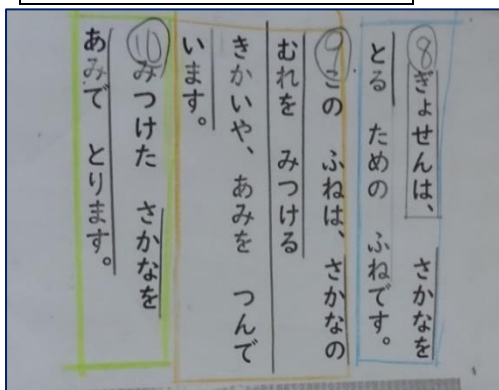 ⑧ぎょせんは、 さかなを
とる ための ふねです。
⑨この ふねは、さかなの
むれを みつける
きかいや、あみを つんで
います。
⑩みつけた さかなを
あみで とります。